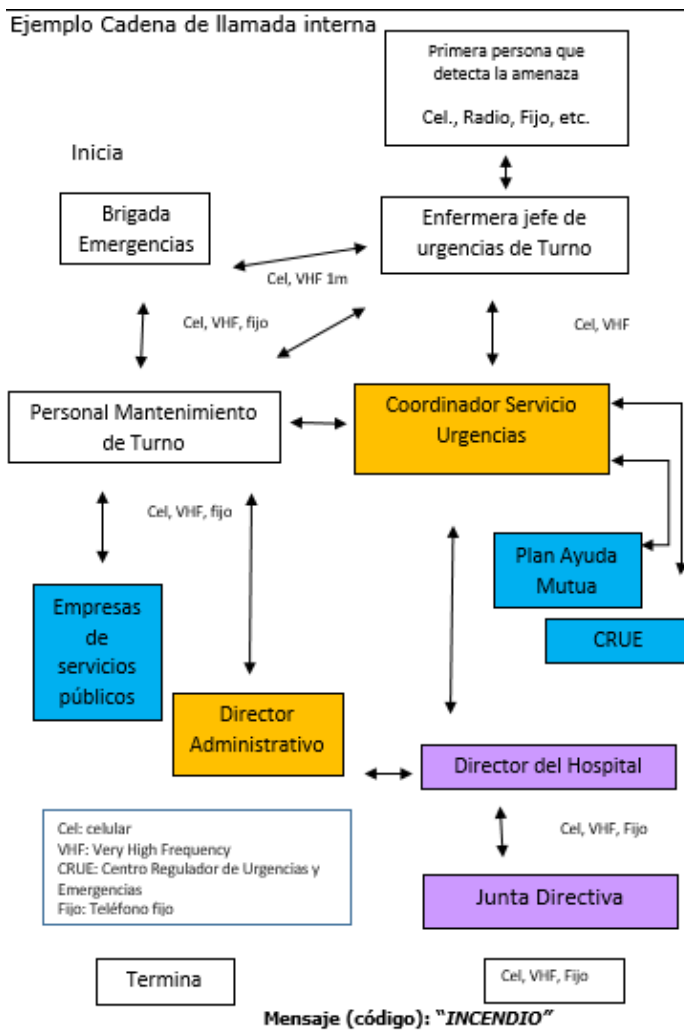 Ejemplo Cadena de llamada interna
Primera persona que
detecta la amenaza
Cel., Radio, Fijo, etc.
Inicia
Brigada
Emergencias
Enfermera jefe de
urgencias de Turno
Cel, VHF 1m
Cel, VHF, fijo
Cel, VHF
Personal Mantenimiento
de Turno
Coordinador Servicio
Urgencias
Cel, VHF, fijo
Plan Ayuda
Mutua
Empresas
de
servicios
públicos
CRUE
Director
Administrativo
Director del Hospital
Cel: celular
VHF: Very High Frequency
CRUE: Centro Regulador de Urgencias y
Emergencias
Fijo: Teléfono fijo
Cel, VHF, Fijo
Junta Directiva
Termina
Cel, VHF, Fijo
Mensaje (código): “INCENDIO”